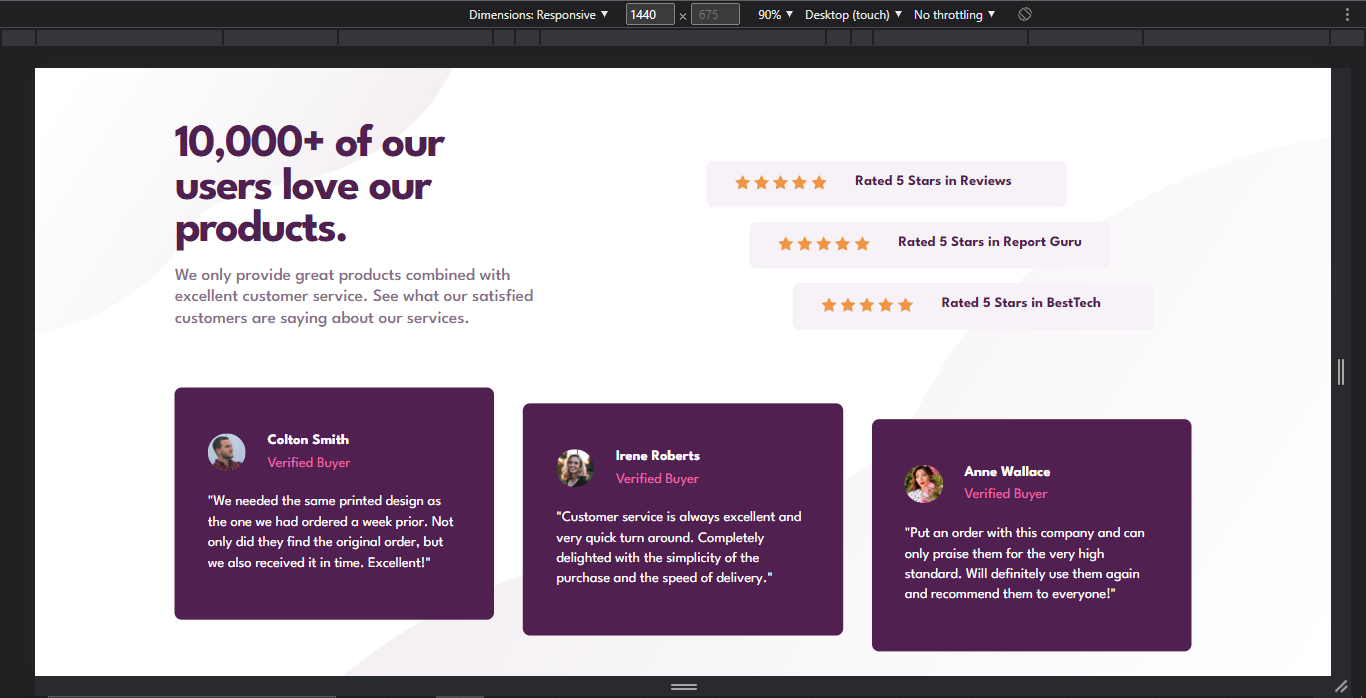 Dimensions: Responsive ▼ 1440 × 675 90% ▼ Desktop (touch) ▼ No throttling ▼
10,000+ of our
users love our
products.
We only provide great products combined with
excellent customer service. See what our satisfied
customers are saying about our services.
Rated 5 Stars in Reviews
Rated 5 Stars in Report Guru
Rated 5 Stars in BestTech
Colton Smith
Verified Buyer
"We needed the same printed design as
the one we had ordered a week prior. Not
only did they find the original order, but
we also received it in time. Excellent!"
Irene Roberts
Verified Buyer
"Customer service is always excellent and
very quick turn around. Completely
delighted with the simplicity of the
purchase and the speed of delivery."
Anne Wallace
Verified Buyer
"Put an order with this company and can
only praise them for the very high
standard. Will definitely use them again
and recommend them to everyone!"